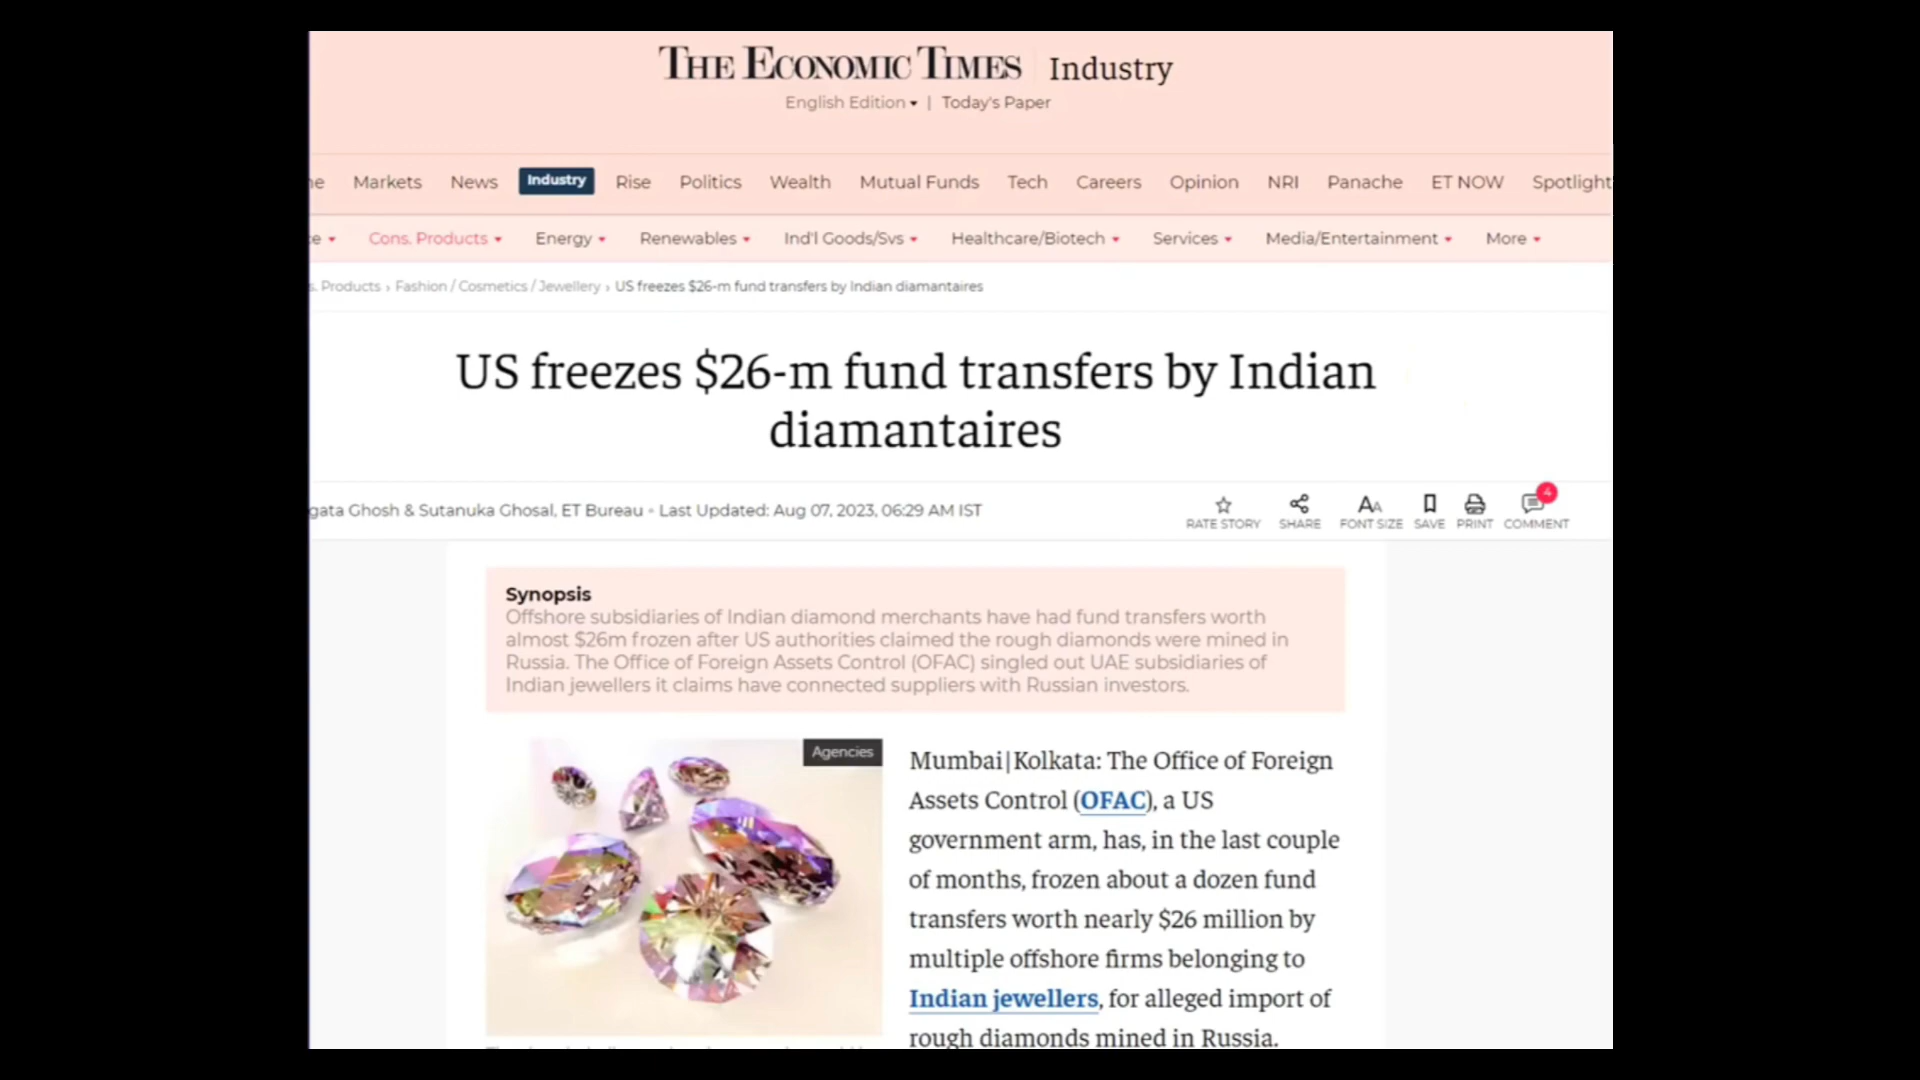 THE ECONOMIC TIMES | Industry
English Edition | Today's Paper
Markets News Industry Rise Politics Wealth Mutual Funds Tech Careers Opinion NRI Panache ET NOW Spotlight
Cons. Products Energy Renewables Ind'l Goods/Svs Healthcare/Biotech Services Media/Entertainment More
Products › Fashion / Cosmetics / Jewellery › US freezes $26-m fund transfers by Indian diamantaires
US freezes $26-m fund transfers by Indian
diamantaires
gata Ghosh & Sutanuka Ghosal, ET Bureau • Last Updated: Aug 07, 2023, 06:29 AM IST
4
RATE STORY SHARE FONT SIZE SAVE PRINT COMMENT
Synopsis
Offshore subsidiaries of Indian diamond merchants have had fund transfers worth
almost $26m frozen after US authorities claimed the rough diamonds were mined in
Russia. The Office of Foreign Assets Control (OFAC) singled out UAE subsidiaries of
Indian jewellers it claims have connected suppliers with Russian investors.
Agencies
Mumbai|Kolkata: The Office of Foreign
Assets Control (OFAC), a US
government arm, has, in the last couple
of months, frozen about a dozen fund
transfers worth nearly $26 million by
multiple offshore firms belonging to
Indian jewellers, for alleged import of
rough diamonds mined in Russia.